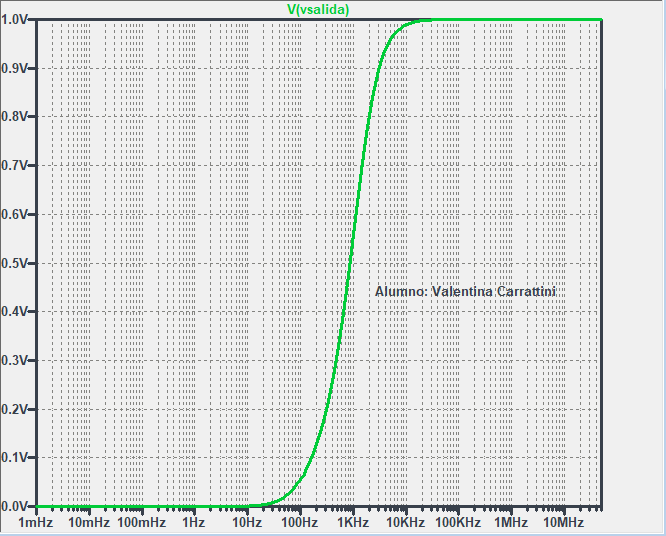 V(vsalida)
1.0V
0.9V
0.8V
0.7V
0.6V
0.5V
Alumno: Valentina Carrattini
0.4V
0.3V
0.2V
0.1V
0.0V
1mHz 10mHz 100mHz 1Hz 10Hz 100Hz 1KHz 10KHz 100KHz 1MHz 10MHz